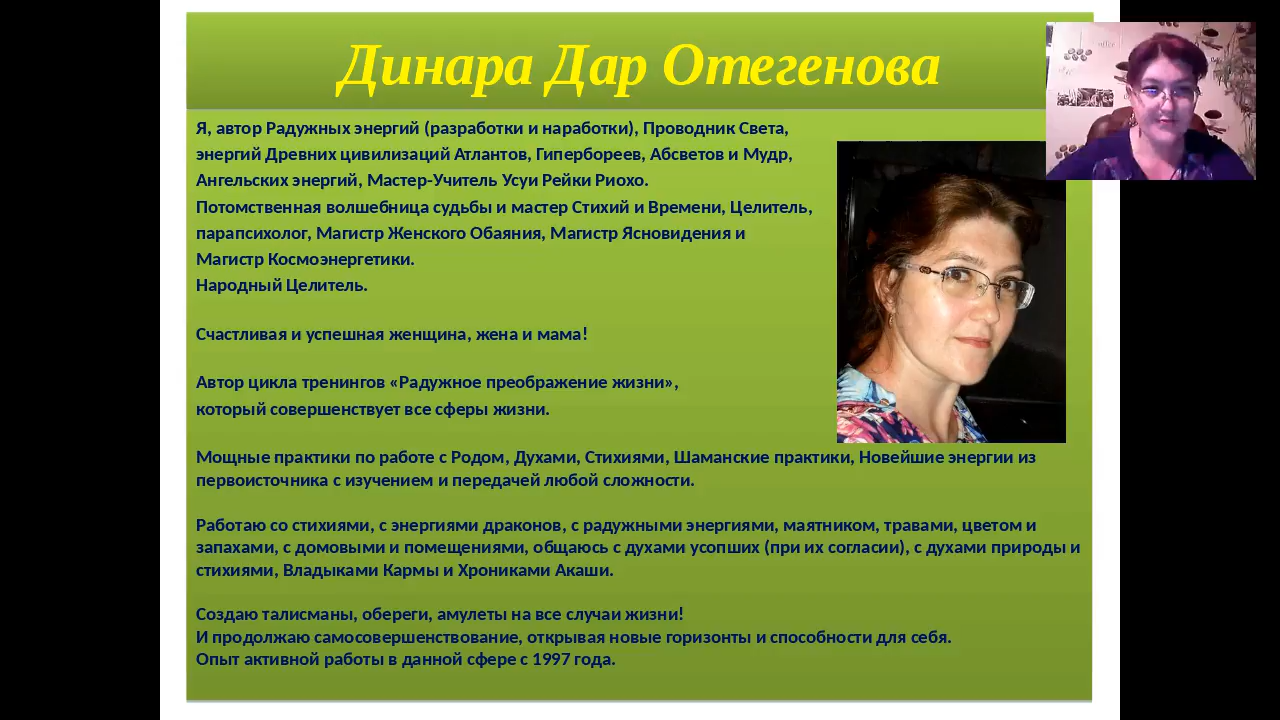 Динара Дар Отегенова
Я, автор Радужных энергий (разработки и наработки), Проводник Света,
энергий Древних цивилизаций Атлантов, Гипербореев, Абсветов и Мудр,
Ангельских энергий, Мастер-Учитель Усуи Рейки Риохо.
Потомственная волшебница судьбы и мастер Стихий и Времени, Целитель,
парапсихолог, Магистр Женского Обаяния, Магистр Ясновидения и
Магистр Космоэнергетики.
Народный Целитель.
Счастливая и успешная женщина, жена и мама!
Автор цикла тренингов «Радужное преображение жизни»,
который совершенствует все сферы жизни.
Мощные практики по работе с Родом, Духами, Стихиями, Шаманские практики, Новейшие энергии из
первоисточника с изучением и передачей любой сложности.
Работаю со стихиями, с энергиями драконов, с радужными энергиями, маятником, травами, цветом и
запахами, с домовыми и помещениями, общаюсь с духами усопших (при их согласии), с духами природы и
стихиями, Владыками Кармы и Хрониками Акаши.
Создаю талисманы, обереги, амулеты на все случаи жизни!
И продолжаю самосовершенствование, открывая новые горизонты и способности для себя.
Опыт активной работы в данной сфере с 1997 года.